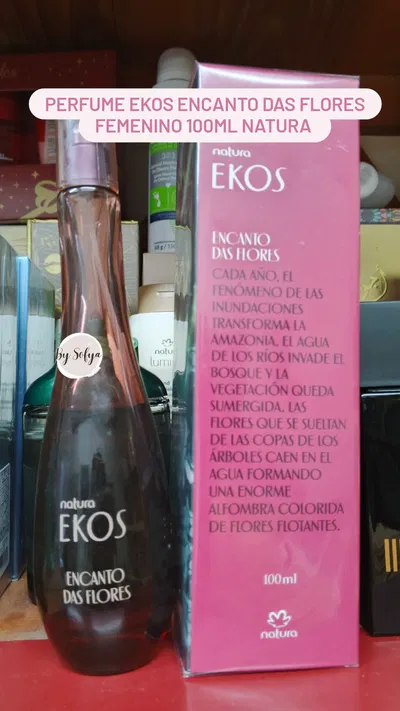 PERFUME EKOS ENCANTO DAS FLORES
FEMENINO 100ML NATURA
natura
EKOS
ENCANTO
DAS FLORES
CADA AÑO, EL
FENÓMENO DE LAS
INUNDACIONES
TRANSFORMA LA
AMAZONIA. EL AGUA
DE LOS RÍOS INVADE EL
BOSQUE Y LA
VEGETACIÓN QUEDA
SUMERGIDA. LAS
FLORES QUE SE SUELTAN
DE LAS COPAS DE LOS
ÁRBOLES CAEN EN EL
AGUA FORMANDO
UNA ENORME
ALFOMBRA COLORIDA
DE FLORES FLOTANTES.
100ml
natura
By Sofya
natura
EKOS
ENCANTO
DAS FLORES
natu
lumi